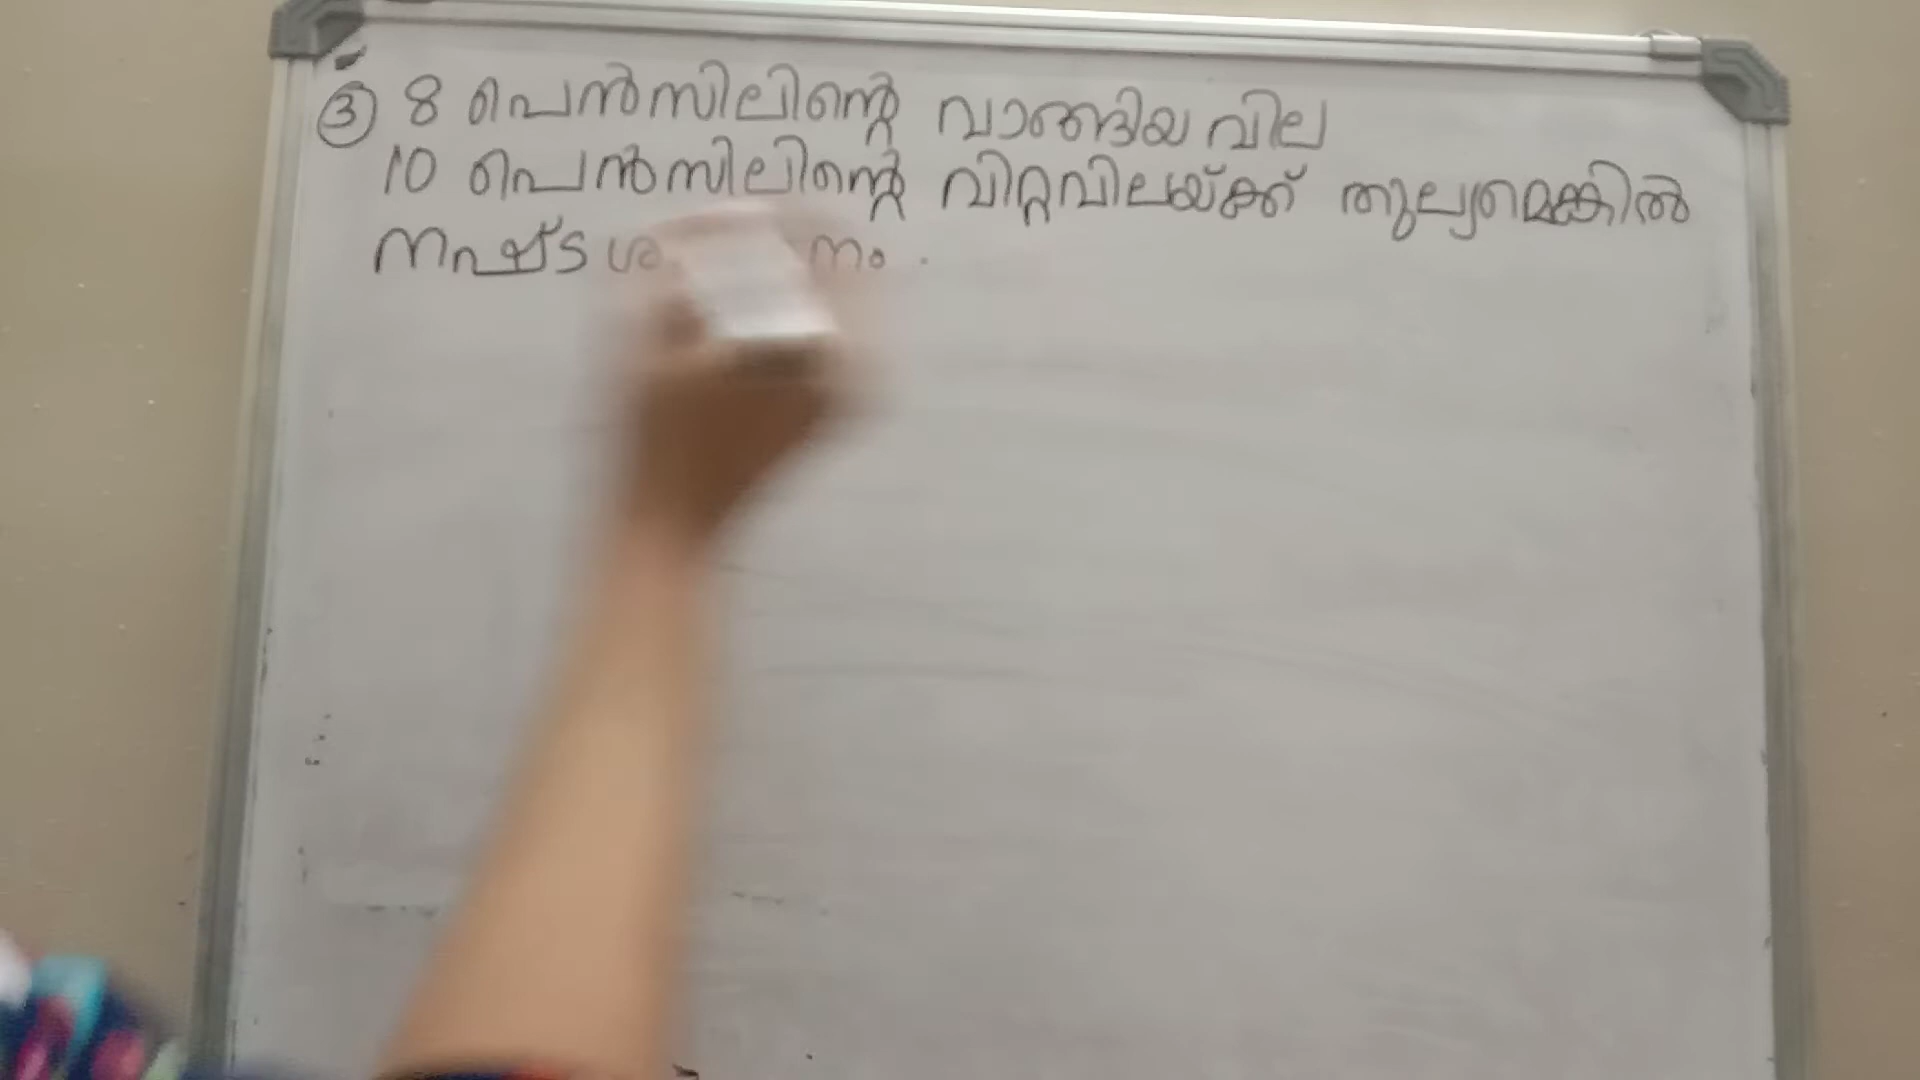 ③ 8 പെൻസിലിന്റെ വാങ്ങിയ വില
10 പെൻസിലിന്റെ വിറ്റവിലയ്ക്ക് തുല്യമെങ്കിൽ
നഷ്ട